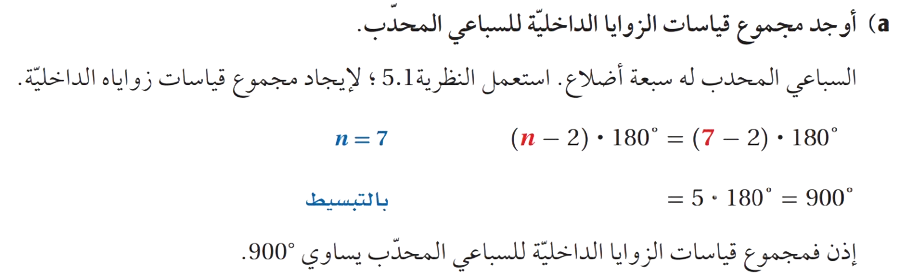 a) أوجد مجموع قياسات الزوايا الداخليّة للسباعي المحدّب.
السباعي المحدب له سبعة أضلاع. استعمل النظرية5.1 ؛ لإيجاد مجموع قياسات زواياه الداخليّة.
(n − 2) · 180° = (7 − 2) · 180° n = 7
= 5 · 180° = 900° بالتبسيط
إذن فمجموع قياسات الزوايا الداخليّة للسباعي المحدّب يساوي 900°.